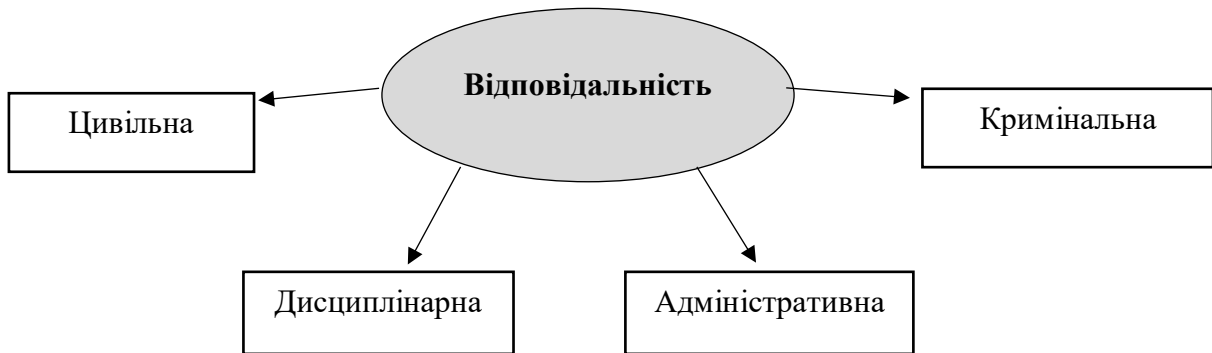 Відповідальність
Цивільна
Кримінальна
Дисциплінарна
Адміністративна